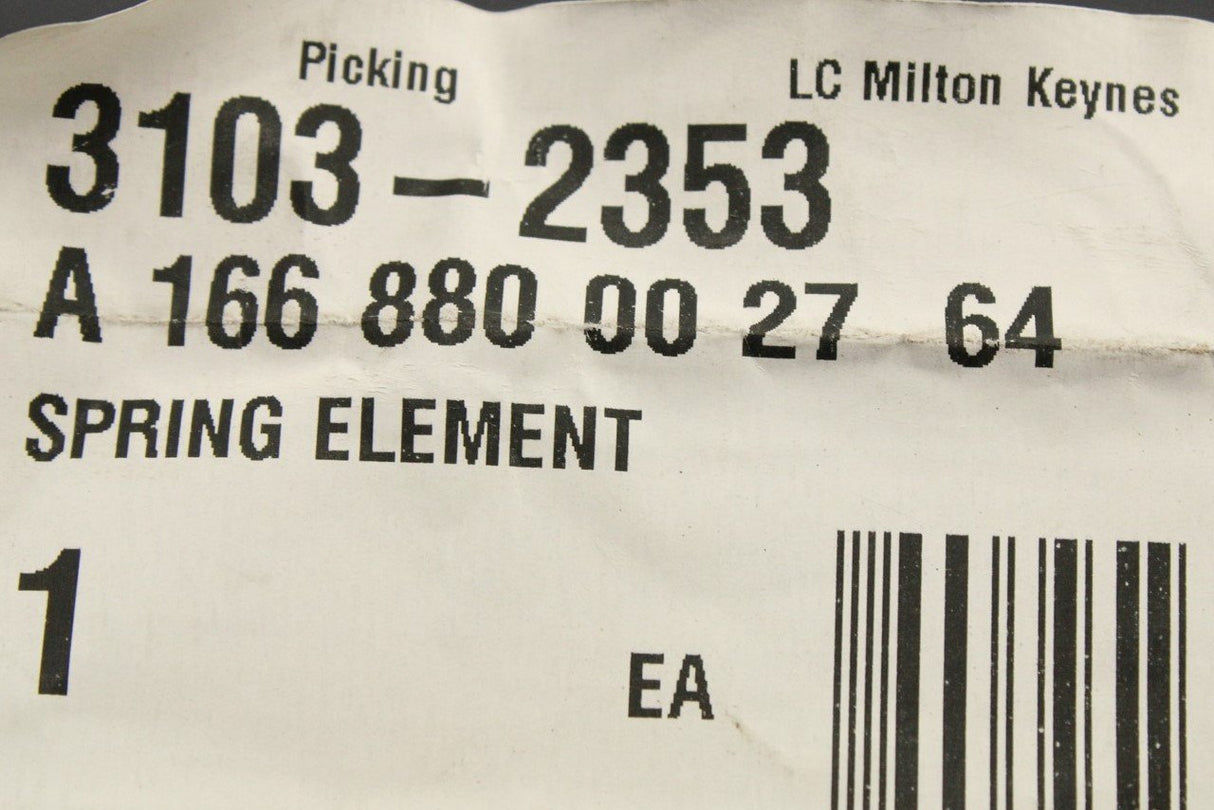 Picking LC Milton Keynes
3103-2353
A 166 880 00 27 64
SPRING ELEMENT
1 EA